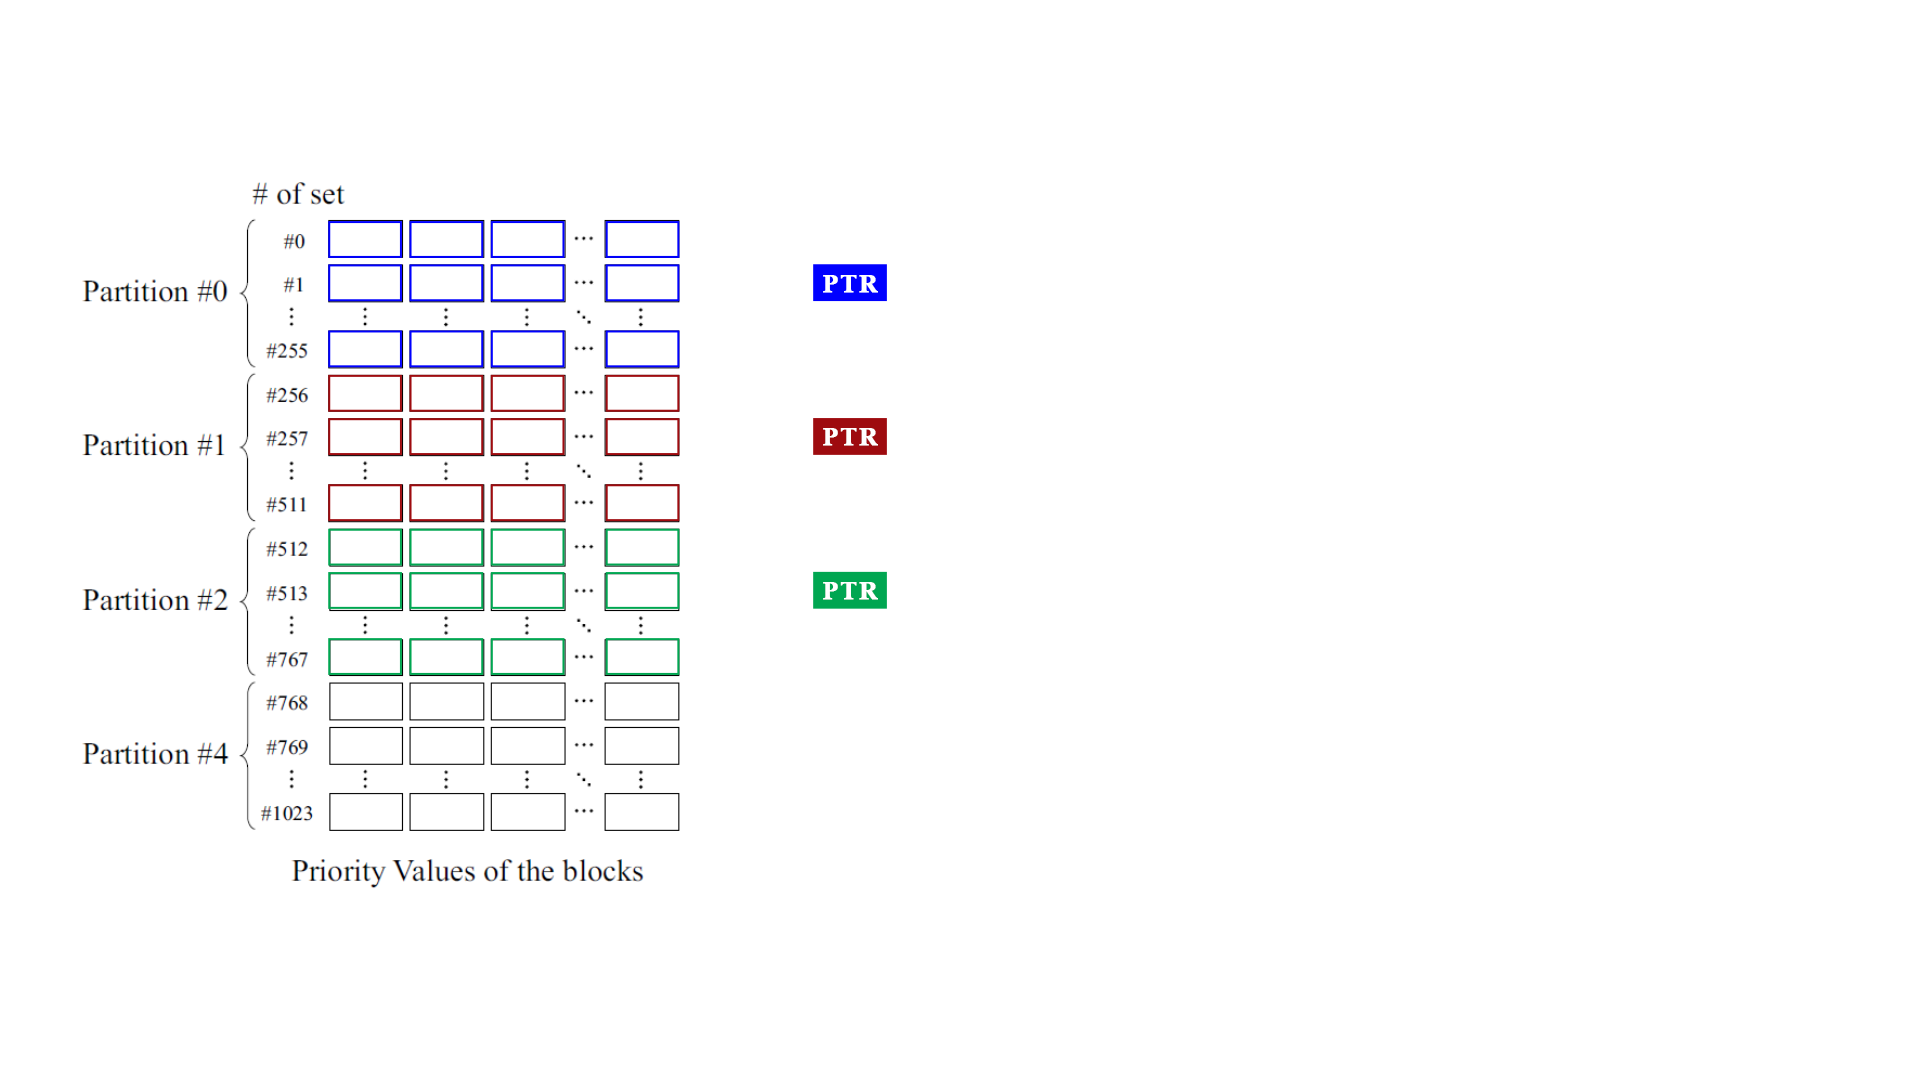 # of set
#0
Partition #0
#1
PTR
#255
#256
Partition #1
#257
PTR
#511
#512
Partition #2
#513
PTR
#767
#768
Partition #4
#769
#1023
Priority Values of the blocks